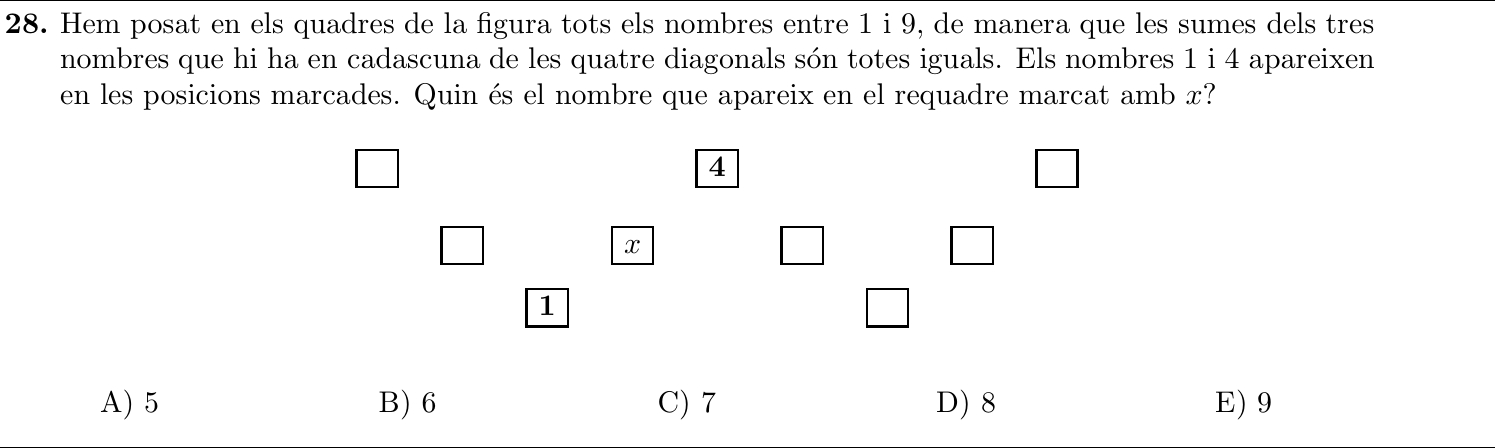 28. Hem posat en els quadres de la figura tots els nombres entre 1 i 9, de manera que les sumes dels tres
nombres que hi ha en cadascuna de les quatre diagonals són totes iguals. Els nombres 1 i 4 apareixen
en les posicions marcades. Quin és el nombre que apareix en el requadre marcat amb x?
4
x
1
A) 5 B) 6 C) 7 D) 8 E) 9